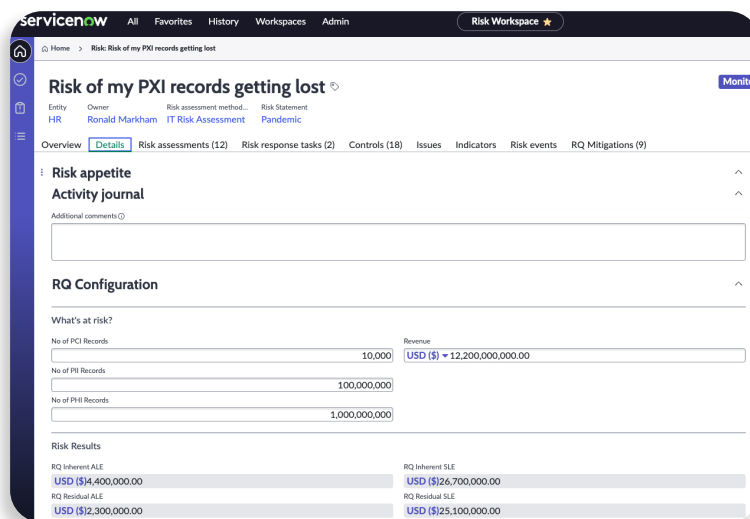 servicenow All Favorites History Workspaces Admin Risk Workspace
Home > Risk: Risk of my PXI records getting lost
Risk of my PXI records getting lost
Entity Owner Risk assessment method... Risk Statement
HR Ronald Markham IT Risk Assessment Pandemic
Overview Details Risk assessments (12) Risk response tasks (2) Controls (18) Issues Indicators Risk events RQ Mitigations (9)
Risk appetite
Activity journal
Additional comments
RQ Configuration
What's at risk?
No of PCI Records Revenue
10,000 USD ($) 12,200,000,000.00
No of PII Records
100,000,000
No of PHI Records
1,000,000,000
Risk Results
RQ Inherent ALE RQ Inherent SLE
USD ($)4,400,000.00 USD ($)26,700,000.00
RQ Residual ALE RQ Residual SLE
USD ($)2,300,000.00 USD ($)25,100,000.00